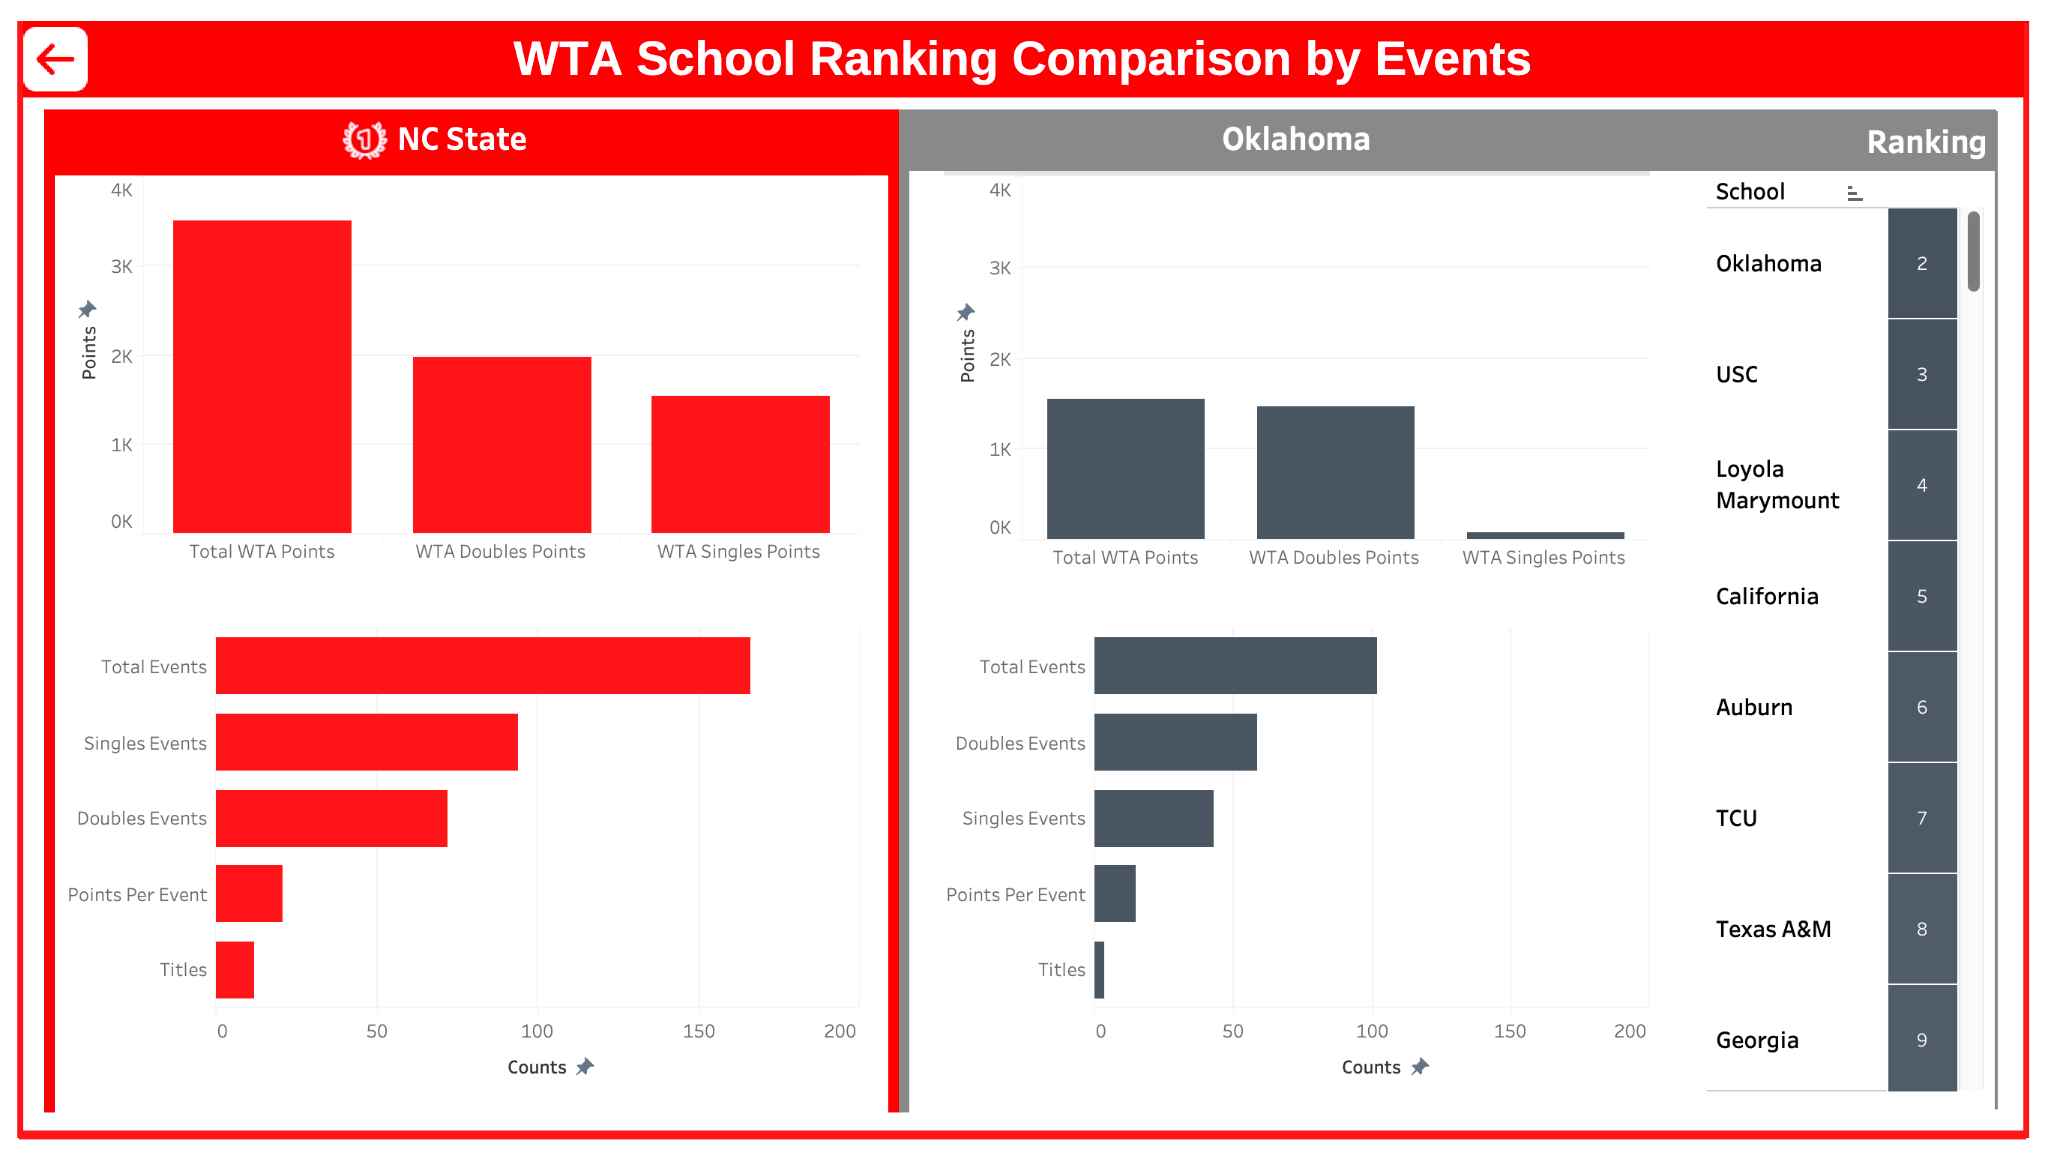 WTA School Ranking Comparison by Events
1 NC State
4K
3K
2K
1K
0K
Points
Total WTA Points
WTA Doubles Points
WTA Singles Points
Total Events
Singles Events
Doubles Events
Points Per Event
Titles
0
50
100
150
200
Counts
Oklahoma
4K
3K
2K
1K
0K
Points
Total WTA Points
WTA Doubles Points
WTA Singles Points
Total Events
Doubles Events
Singles Events
Points Per Event
Titles
0
50
100
150
200
Counts
Ranking
School
Oklahoma 2
USC 3
Loyola
Marymount 4
California 5
Auburn 6
TCU 7
Texas A&M 8
Georgia 9